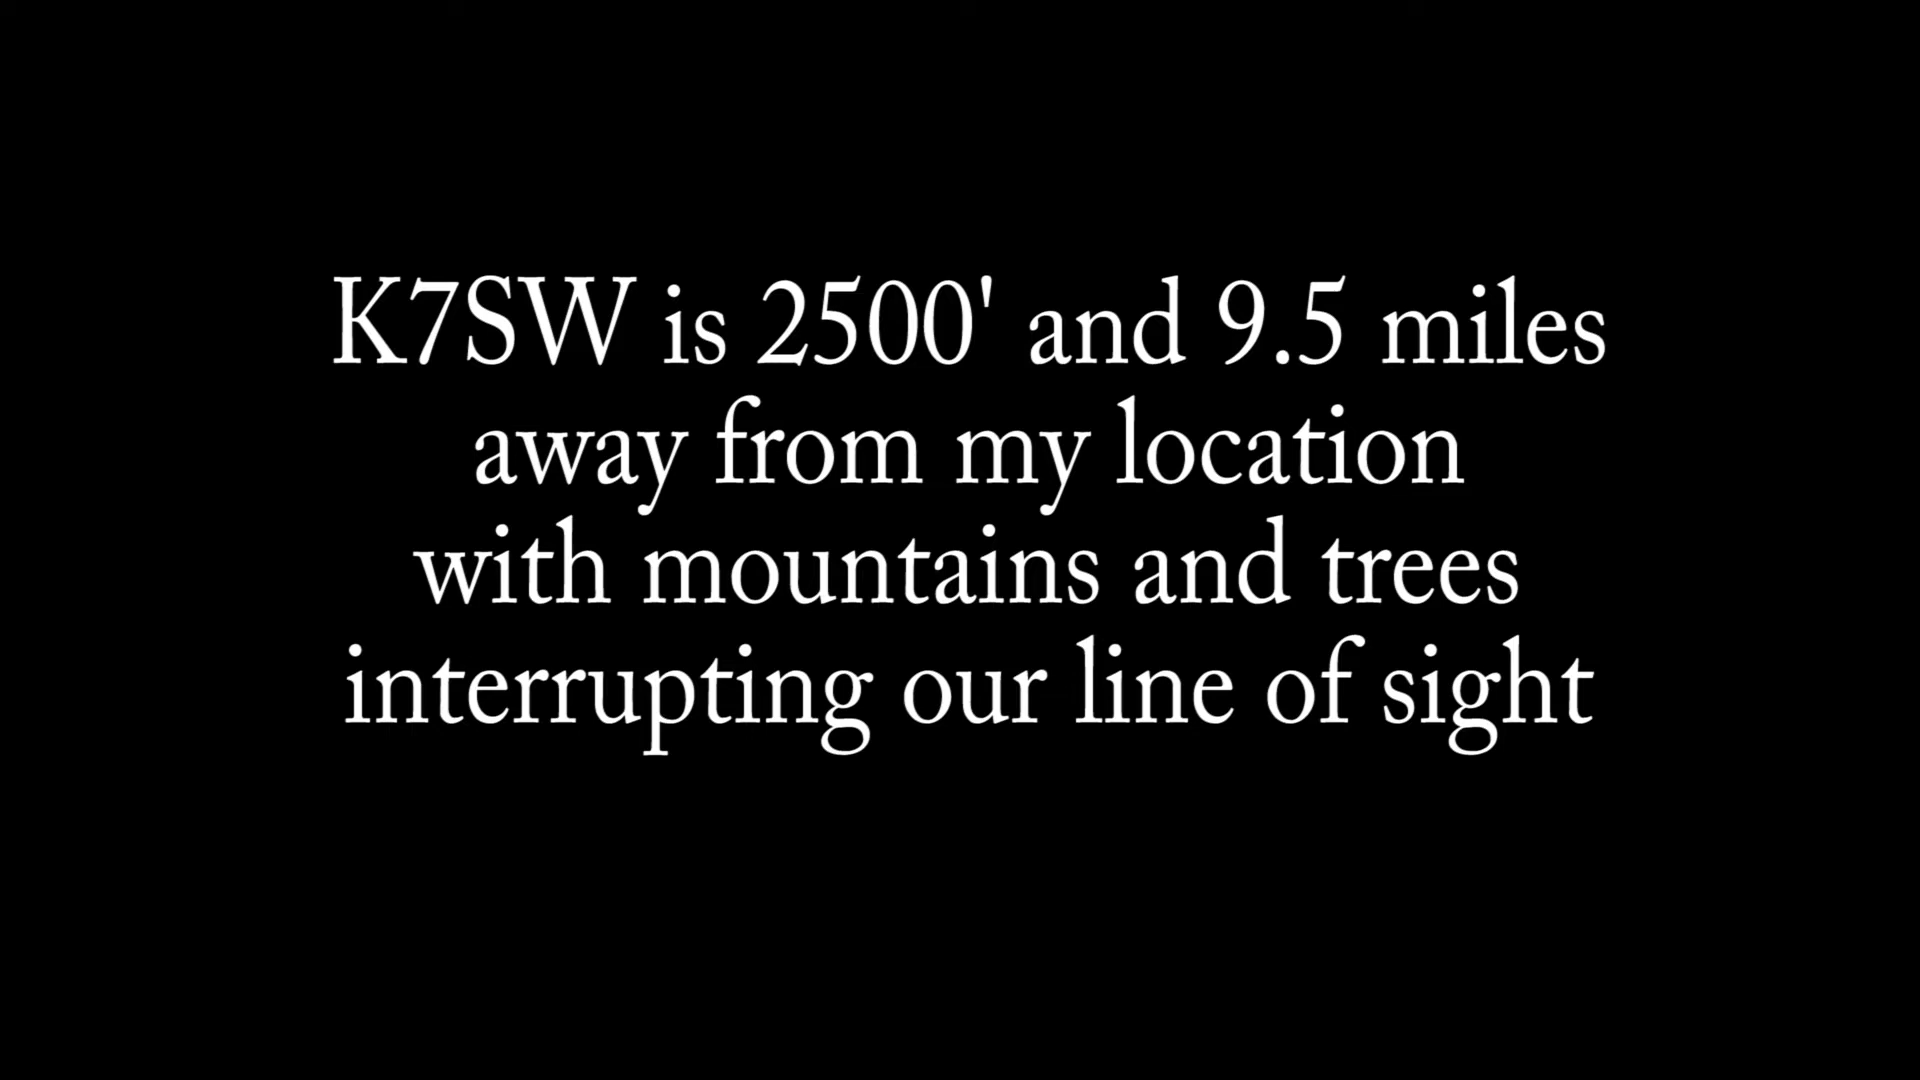 K7SW is 2500' and 9.5 miles
away from my location
with mountains and trees
interrupting our line of sight